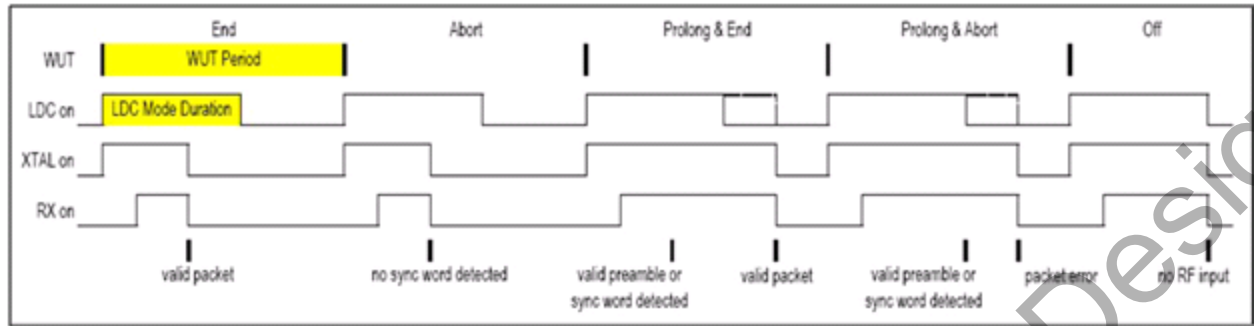 End Abort Prolong & End Prolong & Abort Off
WUT WUT Period
LDC on LDC Mode Duration
XTAL on
RX on
valid packet no sync word detected valid preamble or valid packet valid preamble or packet error no RF input
sync word detected sync word detected
Desig